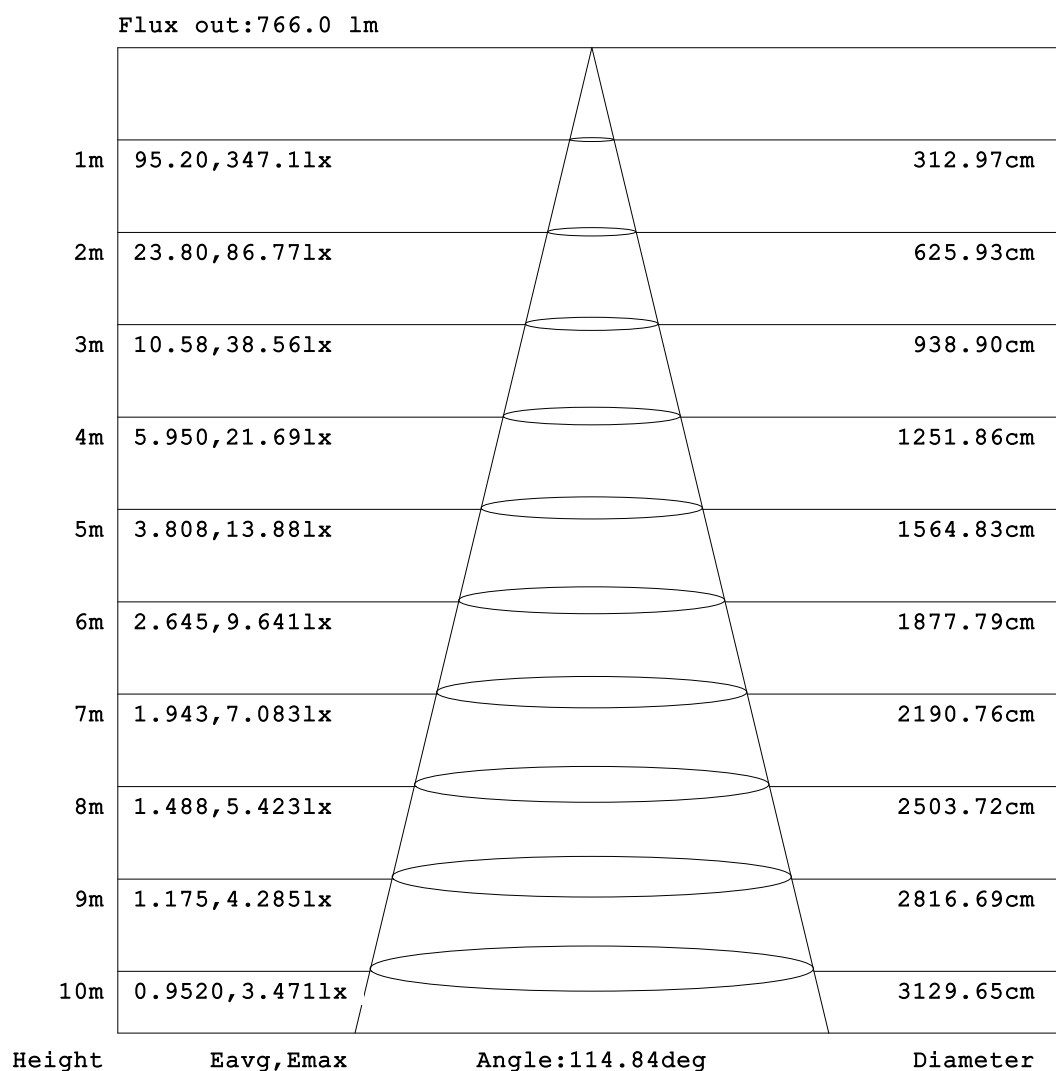 Flux out:766.0 lm
1m 95.20,347.1lx 312.97cm
2m 23.80,86.77lx 625.93cm
3m 10.58,38.56lx 938.90cm
4m 5.950,21.69lx 1251.86cm
5m 3.808,13.88lx 1564.83cm
6m 2.645,9.641lx 1877.79cm
7m 1.943,7.083lx 2190.76cm
8m 1.488,5.423lx 2503.72cm
9m 1.175,4.285lx 2816.69cm
10m 0.9520,3.471lx 3129.65cm
Height Eavg,Emax Angle:114.84deg Diameter